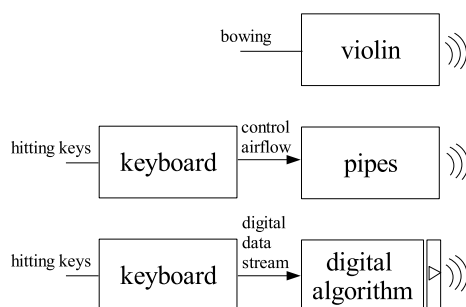 bowing
violin
hitting keys
keyboard
control
airflow
pipes
hitting keys
keyboard
digital
data
stream
digital
algorithm